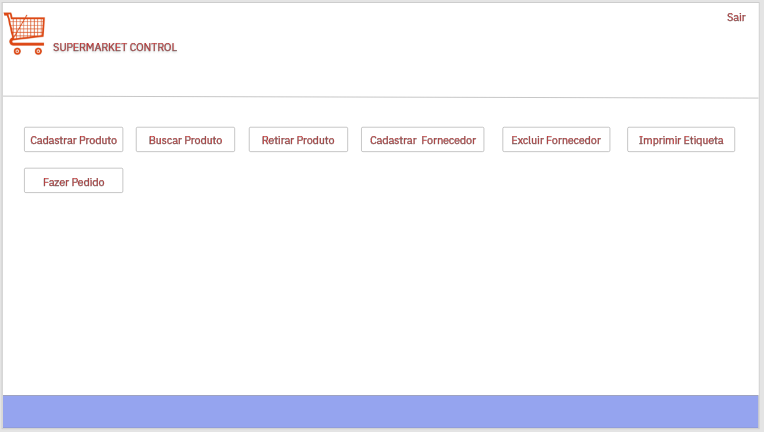 Sair
SUPERMARKET CONTROL
Cadastrar Produto
Buscar Produto
Retirar Produto
Cadastrar  Fornecedor
Excluir Fornecedor
Imprimir Etiqueta
Fazer Pedido